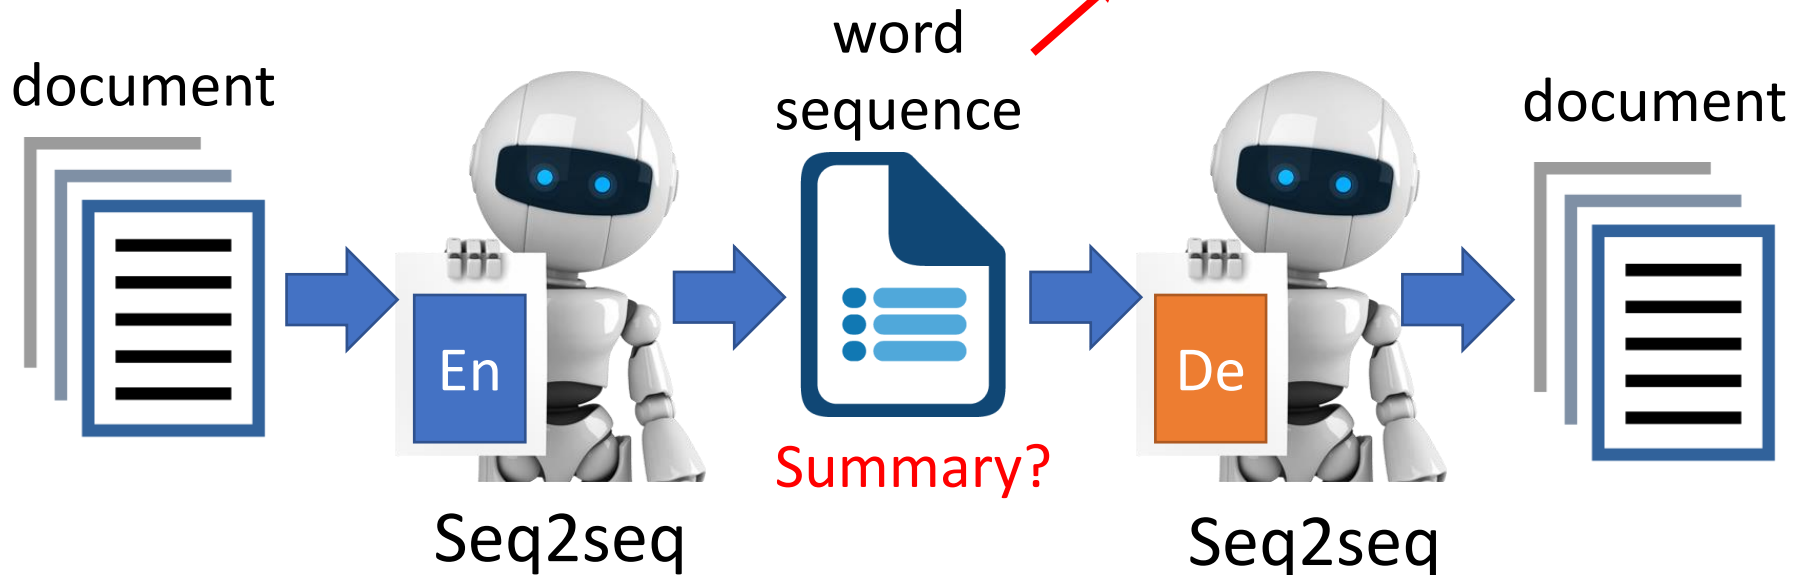 document
word
sequence
document
En
De
Summary?
Seq2seq
Seq2seq